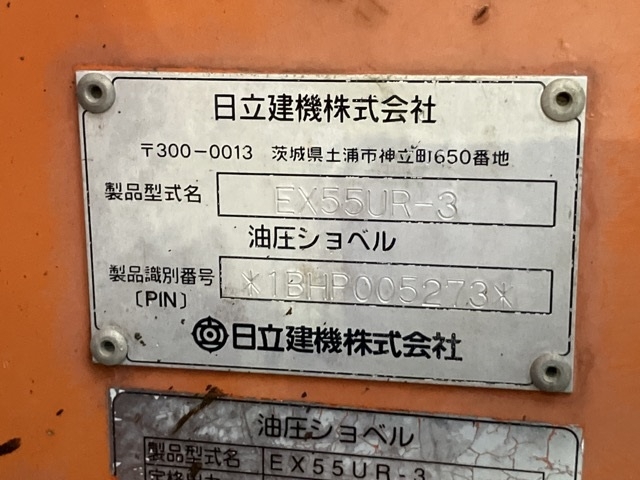 日立建機株式会社
〒300-0013 茨城県土浦市神立町650番地
製品型式名 EX55UR-3
油圧ショベル
製品識別番号 *1BHP005273*
〔PIN〕
日立建機株式会社
油圧ショベル
製品型式名 EX55UR-3